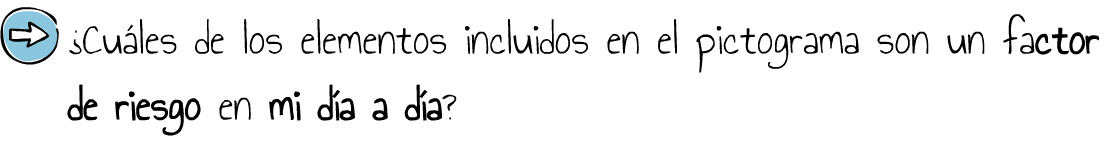 ¿Cuáles de los elementos incluidos en el pictograma son un factor
de riesgo en mi día a día?